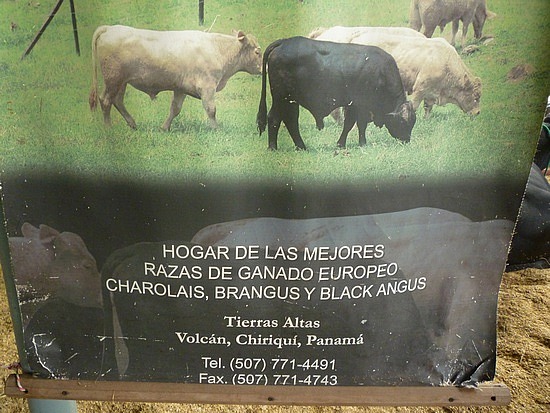 HOGAR DE LAS MEJORES
RAZAS DE GANADO EUROPEO
CHAROLAIS, BRANGUS Y BLACK ANGUS
Tierras Altas
Volcán, Chiriquí, Panamá
Tel. (507) 771-4491
Fax. (507) 771-4743